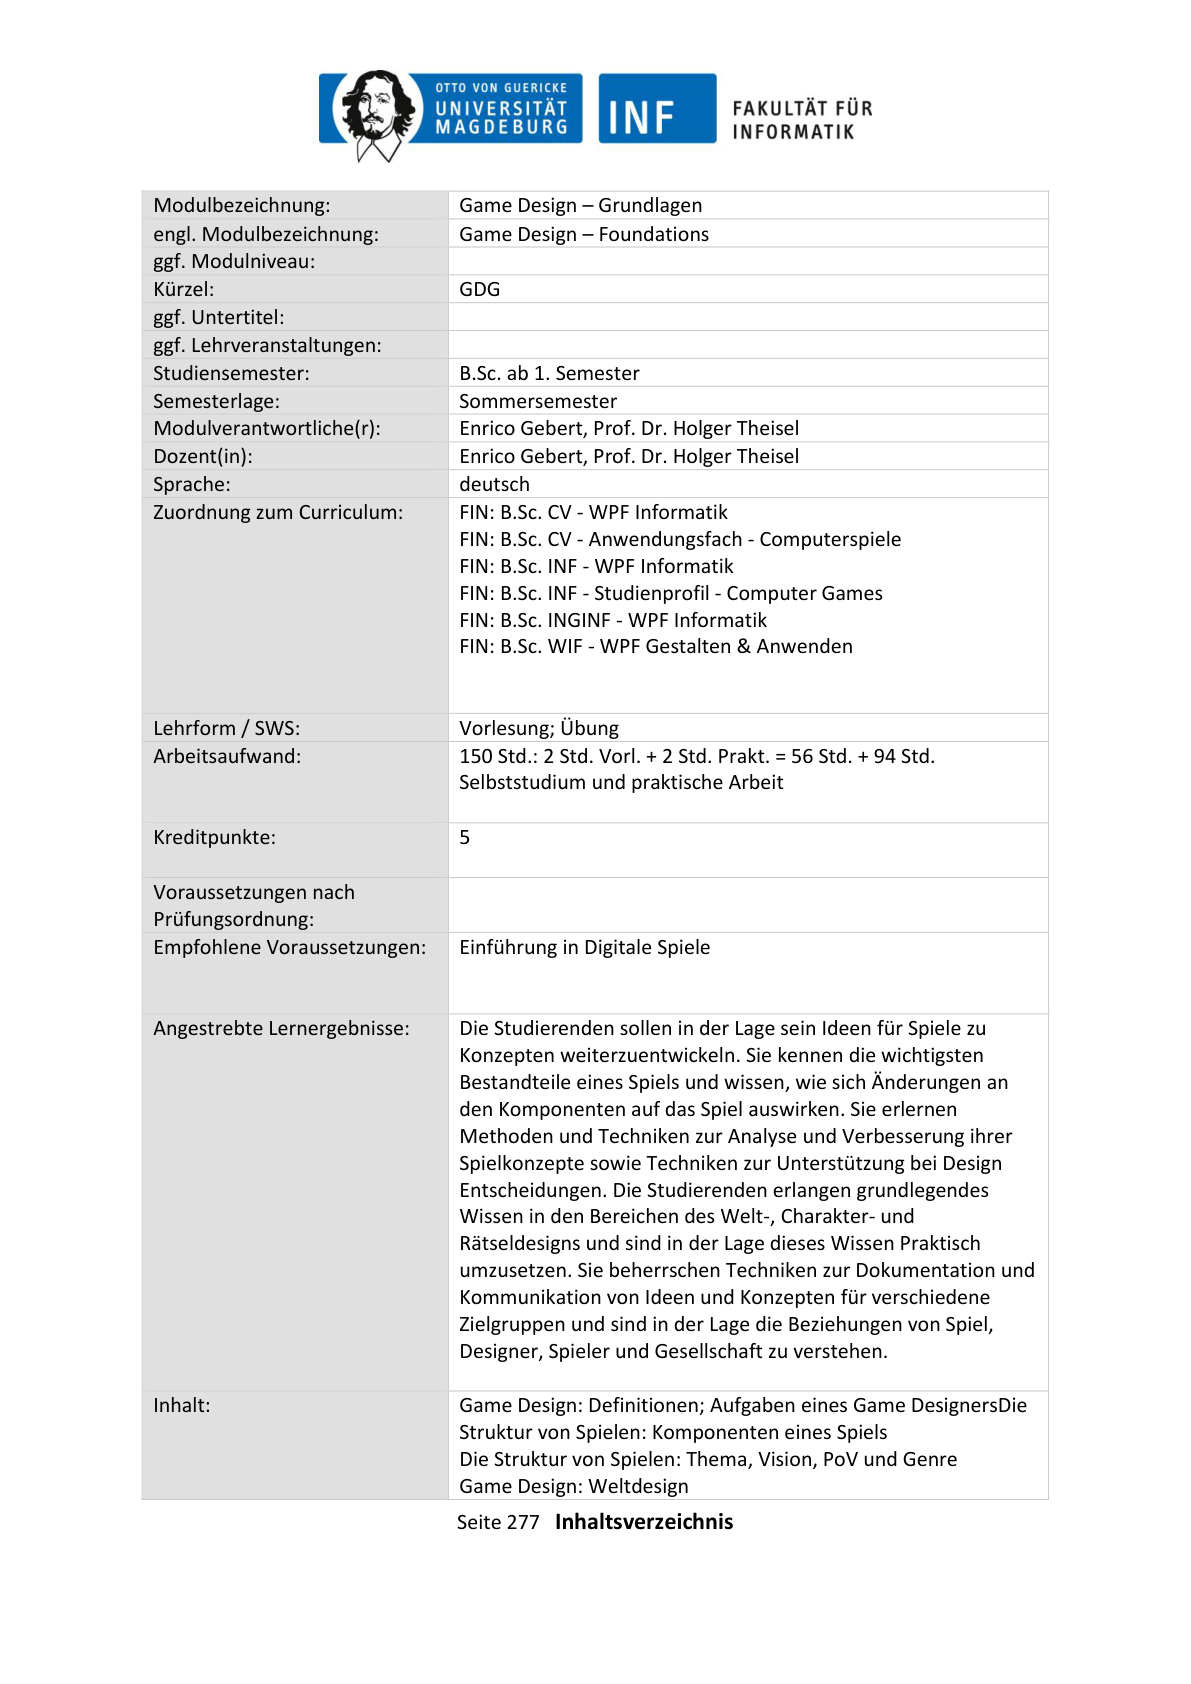 OTTO VON GUERICKE
UNIVERSITÄT
MAGDEBURG
INF
FAKULTÄT FÜR
INFORMATIK
Modulbezeichnung: Game Design – Grundlagen
engl. Modulbezeichnung: Game Design – Foundations
ggf. Modulniveau:
Kürzel: GDG
ggf. Untertitel:
ggf. Lehrveranstaltungen:
Studiensemester: B.Sc. ab 1. Semester
Semesterlage: Sommersemester
Modulverantwortliche(r): Enrico Gebert, Prof. Dr. Holger Theisel
Dozent(in): Enrico Gebert, Prof. Dr. Holger Theisel
Sprache: deutsch
Zuordnung zum Curriculum: FIN: B.Sc. CV - WPF Informatik
FIN: B.Sc. CV - Anwendungsfach - Computerspiele
FIN: B.Sc. INF - WPF Informatik
FIN: B.Sc. INF - Studienprofil - Computer Games
FIN: B.Sc. INGINF - WPF Informatik
FIN: B.Sc. WIF - WPF Gestalten & Anwenden
Lehrform / SWS: Vorlesung; Übung
Arbeitsaufwand: 150 Std.: 2 Std. Vorl. + 2 Std. Prakt. = 56 Std. + 94 Std.
Selbststudium und praktische Arbeit
Kreditpunkte: 5
Voraussetzungen nach
Prüfungsordnung:
Empfohlene Voraussetzungen: Einführung in Digitale Spiele
Angestrebte Lernergebnisse: Die Studierenden sollen in der Lage sein Ideen für Spiele zu
Konzepten weiterzuentwickeln. Sie kennen die wichtigsten
Bestandteile eines Spiels und wissen, wie sich Änderungen an
den Komponenten auf das Spiel auswirken. Sie erlernen
Methoden und Techniken zur Analyse und Verbesserung ihrer
Spielkonzepte sowie Techniken zur Unterstützung bei Design
Entscheidungen. Die Studierenden erlangen grundlegendes
Wissen in den Bereichen des Welt-, Charakter- und
Rätseldesigns und sind in der Lage dieses Wissen Praktisch
umzusetzen. Sie beherrschen Techniken zur Dokumentation und
Kommunikation von Ideen und Konzepten für verschiedene
Zielgruppen und sind in der Lage die Beziehungen von Spiel,
Designer, Spieler und Gesellschaft zu verstehen.
Inhalt: Game Design: Definitionen; Aufgaben eines Game DesignersDie
Struktur von Spielen: Komponenten eines Spiels
Die Struktur von Spielen: Thema, Vision, PoV und Genre
Game Design: Weltdesign
Seite 277 Inhaltsverzeichnis